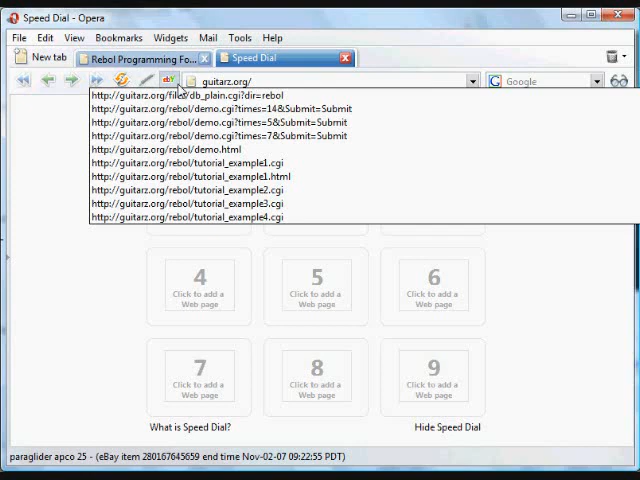 Speed Dial - Opera
File Edit View Bookmarks Widgets Mail Tools Help
New tab Rebol Programming Fo... Speed Dial
ebY guitarz.org/ Google
http://guitarz.org/files/db_plain.cgi?dir=rebol
http://guitarz.org/rebol/demo.cgi?times=14&Submit=Submit
http://guitarz.org/rebol/demo.cgi?times=5&Submit=Submit
http://guitarz.org/rebol/demo.cgi?times=7&Submit=Submit
http://guitarz.org/rebol/demo.html
http://guitarz.org/rebol/tutorial_example1.cgi
http://guitarz.org/rebol/tutorial_example1.html
http://guitarz.org/rebol/tutorial_example2.cgi
http://guitarz.org/rebol/tutorial_example3.cgi
http://guitarz.org/rebol/tutorial_example4.cgi
4 5 6
Click to add a Click to add a Click to add a
Web page Web page Web page
7 8 9
Click to add a Click to add a Click to add a
Web page Web page Web page
What is Speed Dial? Hide Speed Dial
paraglider apco 25 - (eBay item 280167645659 end time Nov-02-07 09:22:55 PDT)